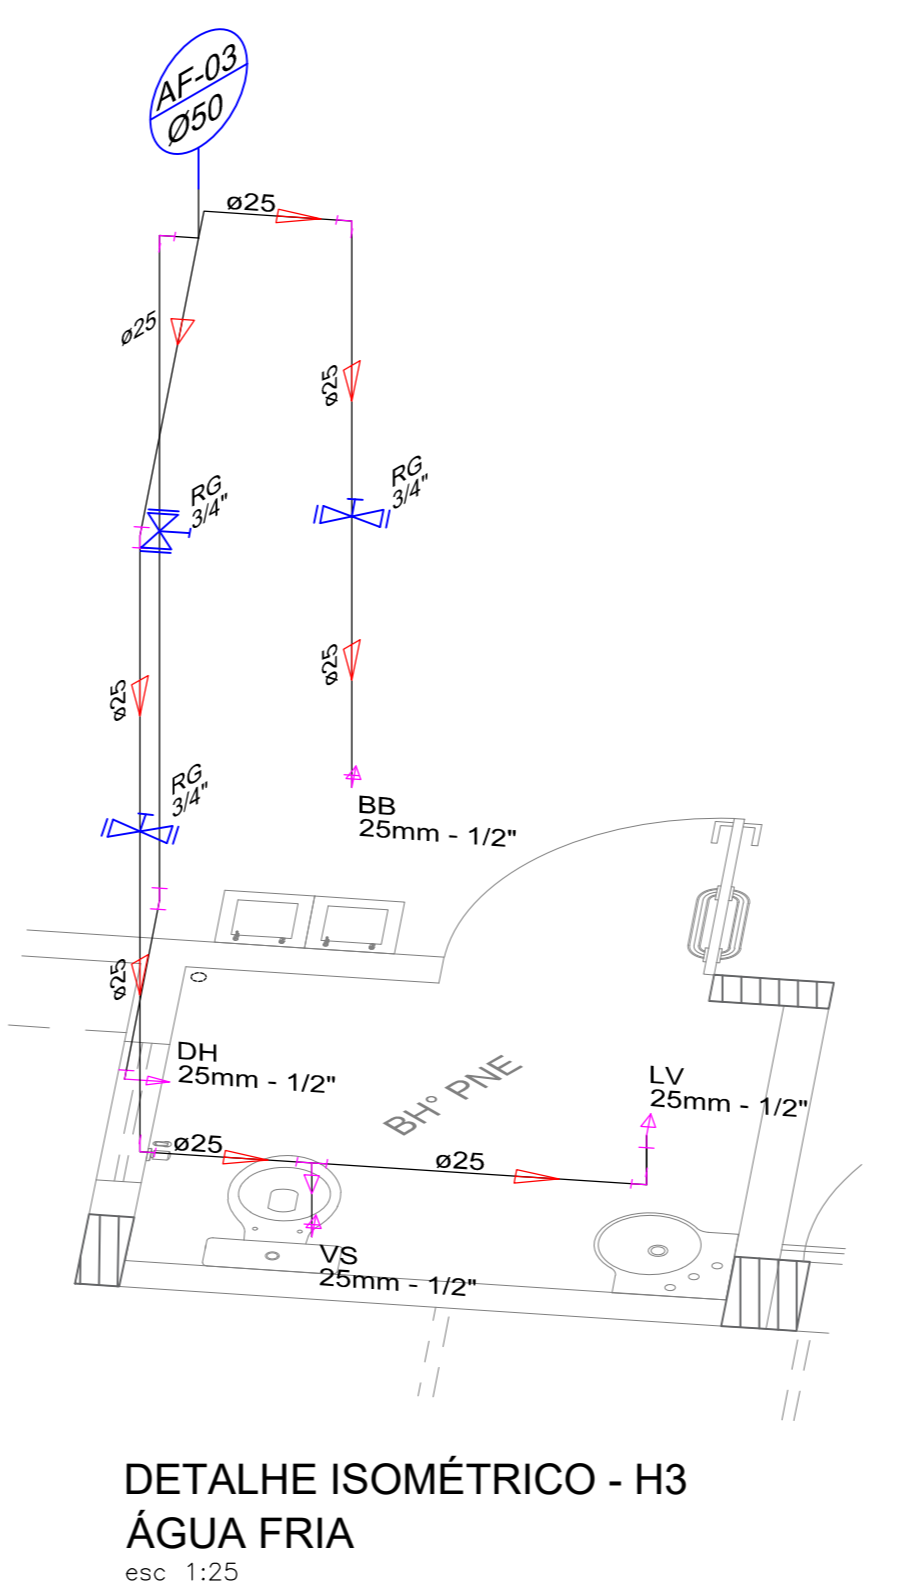 AF-03
Ø50
ø25
ø25
ø25
RG
3/4"
RG
3/4"
ø25
ø25
RG
3/4"
BB
25mm - 1/2"
ø25
DH
25mm - 1/2"
BH° PNE
LV
25mm - 1/2"
ø25
ø25
VS
25mm - 1/2"
DETALHE ISOMÉTRICO - H3
ÁGUA FRIA
esc 1:25